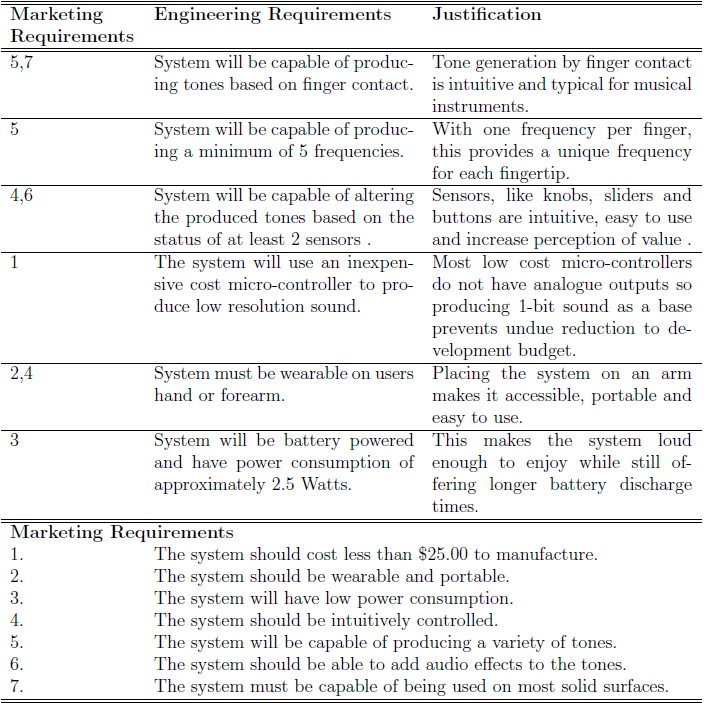 Marketing Requirements Engineering Requirements Justification
5,7 System will be capable of produc- Tone generation by finger contact
ing tones based on finger contact. is intuitive and typical for musical
instruments.
5 System will be capable of produc- With one frequency per finger,
ing a minimum of 5 frequencies. this provides a unique frequency
for each fingertip.
4,6 System will be capable of altering Sensors, like knobs, sliders and
the produced tones based on the buttons are intuitive, easy to use
status of at least 2 sensors . and increase perception of value .
1 The system will use an inexpen- Most low cost micro-controllers
sive cost micro-controller to pro- do not have analogue outputs so
duce low resolution sound. producing 1-bit sound as a base
prevents undue reduction to de-
velopment budget.
2,4 System must be wearable on users Placing the system on an arm
hand or forearm. makes it accessible, portable and
easy to use.
3 System will be battery powered This makes the system loud
and have power consumption of enough to enjoy while still of-
approximately 2.5 Watts. fering longer battery discharge
times.
Marketing Requirements
1. The system should cost less than $25.00 to manufacture.
2. The system should be wearable and portable.
3. The system will have low power consumption.
4. The system should be intuitively controlled.
5. The system will be capable of producing a variety of tones.
6. The system should be able to add audio effects to the tones.
7. The system must be capable of being used on most solid surfaces.